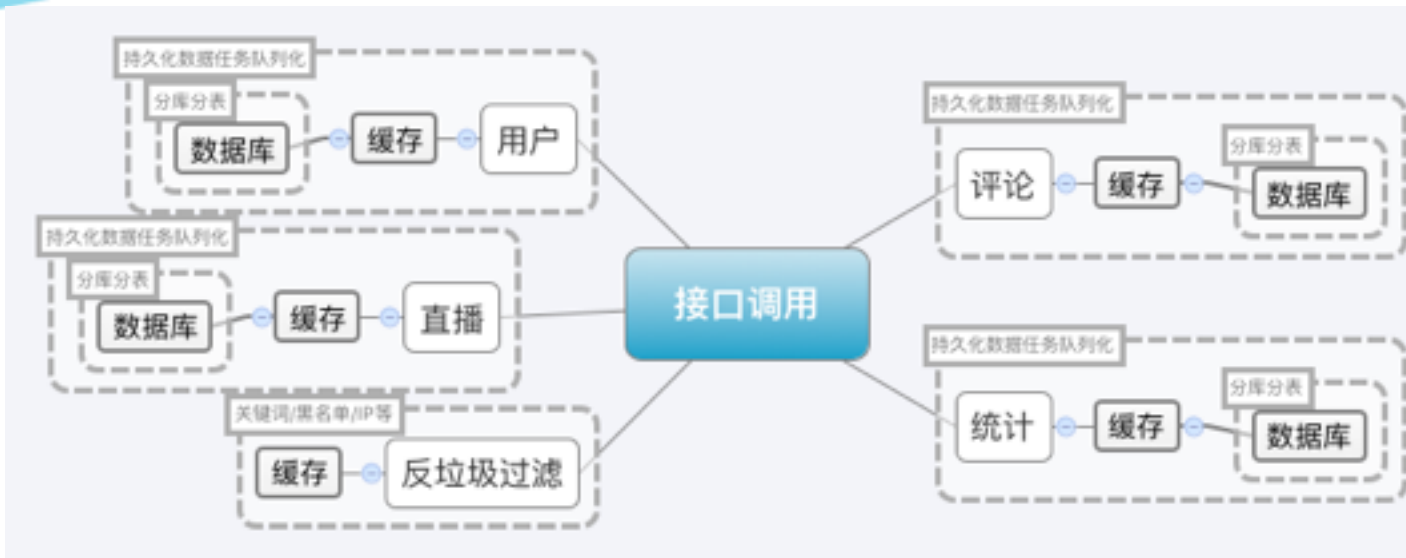 持久化数据任务队列化
分库分表
数据库
缓存
用户
持久化数据任务队列化
分库分表
数据库
缓存
直播
关键词/黑名单/IP等
缓存
反垃圾过滤
接口调用
持久化数据任务队列化
评论
缓存
分库分表
数据库
持久化数据任务队列化
统计
缓存
分库分表
数据库